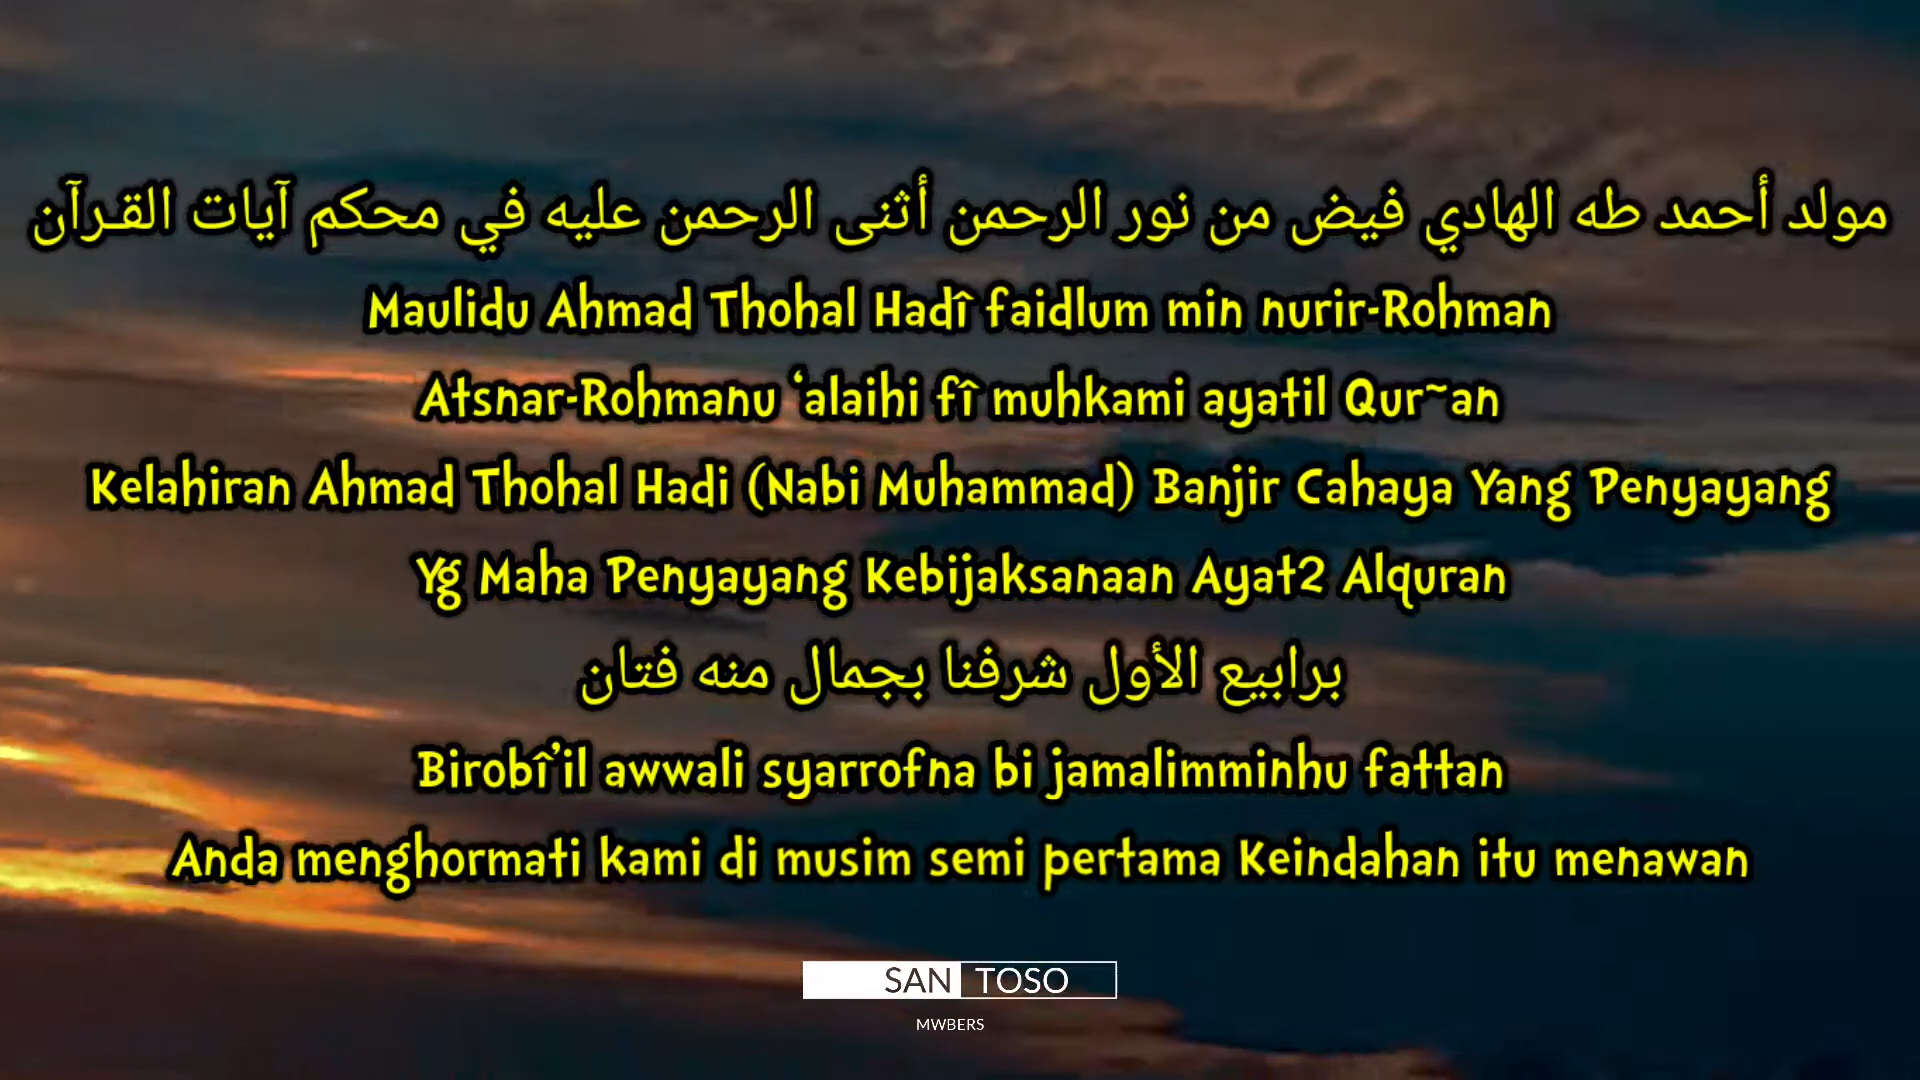 مولد أحمد طه الهادي فيض من نور الرحمن أثنى الرحمن عليه في محكم آيات القـرآن
Maulidu Ahmad Thohal Hadî faidlum min nurir-Rohman
Atsnar-Rohmanu ‘alaihi fî muhkami ayatil Qur~an
Kelahiran Ahmad Thohal Hadi (Nabi Muhammad) Banjir Cahaya Yang Penyayang
Yg Maha Penyayang Kebijaksanaan Ayat2 Alquran
برابيع الأول شرفنا بجمال منه فتان
Birobî’il awwali syarrofna bi jamalimminhu fattan
Anda menghormati kami di musim semi pertama Keindahan itu menawan
SAN TOSO
MWBERS